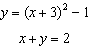 y = (x + 3)² − 1
x + y = 2